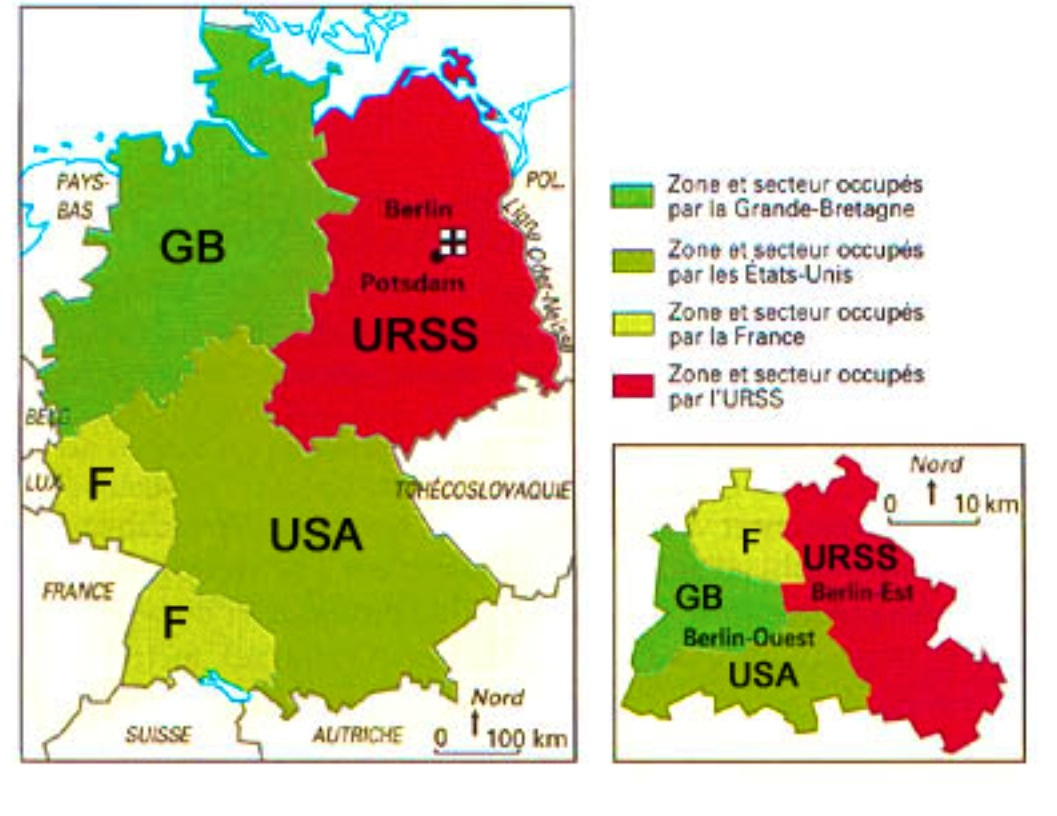 PAYS-
BAS
POL.
Berlin
GB
Ligne Oder-Neisse
Potsdam
URSS
BELG.
F
LUX.
TCHÉCOSLOVAQUIE
USA
FRANCE
F
Nord
SUISSE
AUTRICHE
0 100 km
Zone et secteur occupés
par la Grande-Bretagne
Zone et secteur occupés
par les États-Unis
Zone et secteur occupés
par la France
Zone et secteur occupés
par l'URSS
Nord
0 10 km
F
URSS
Berlin-Est
GB
Berlin-Ouest
USA